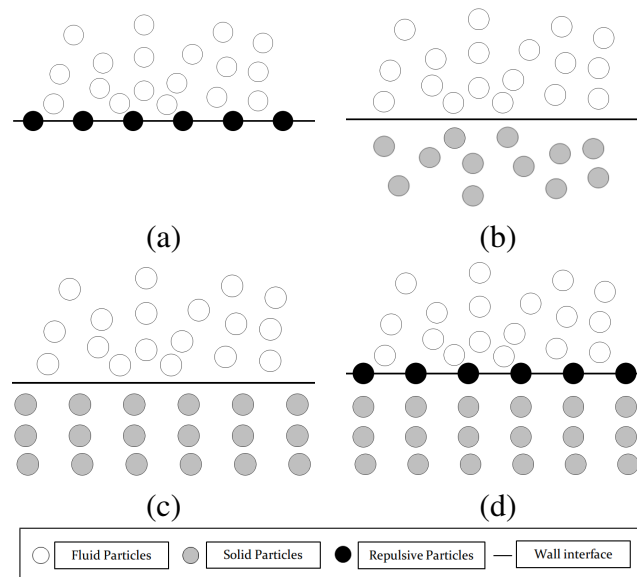 (a)
(b)
(c)
(d)
Fluid Particles Solid Particles Repulsive Particles Wall interface